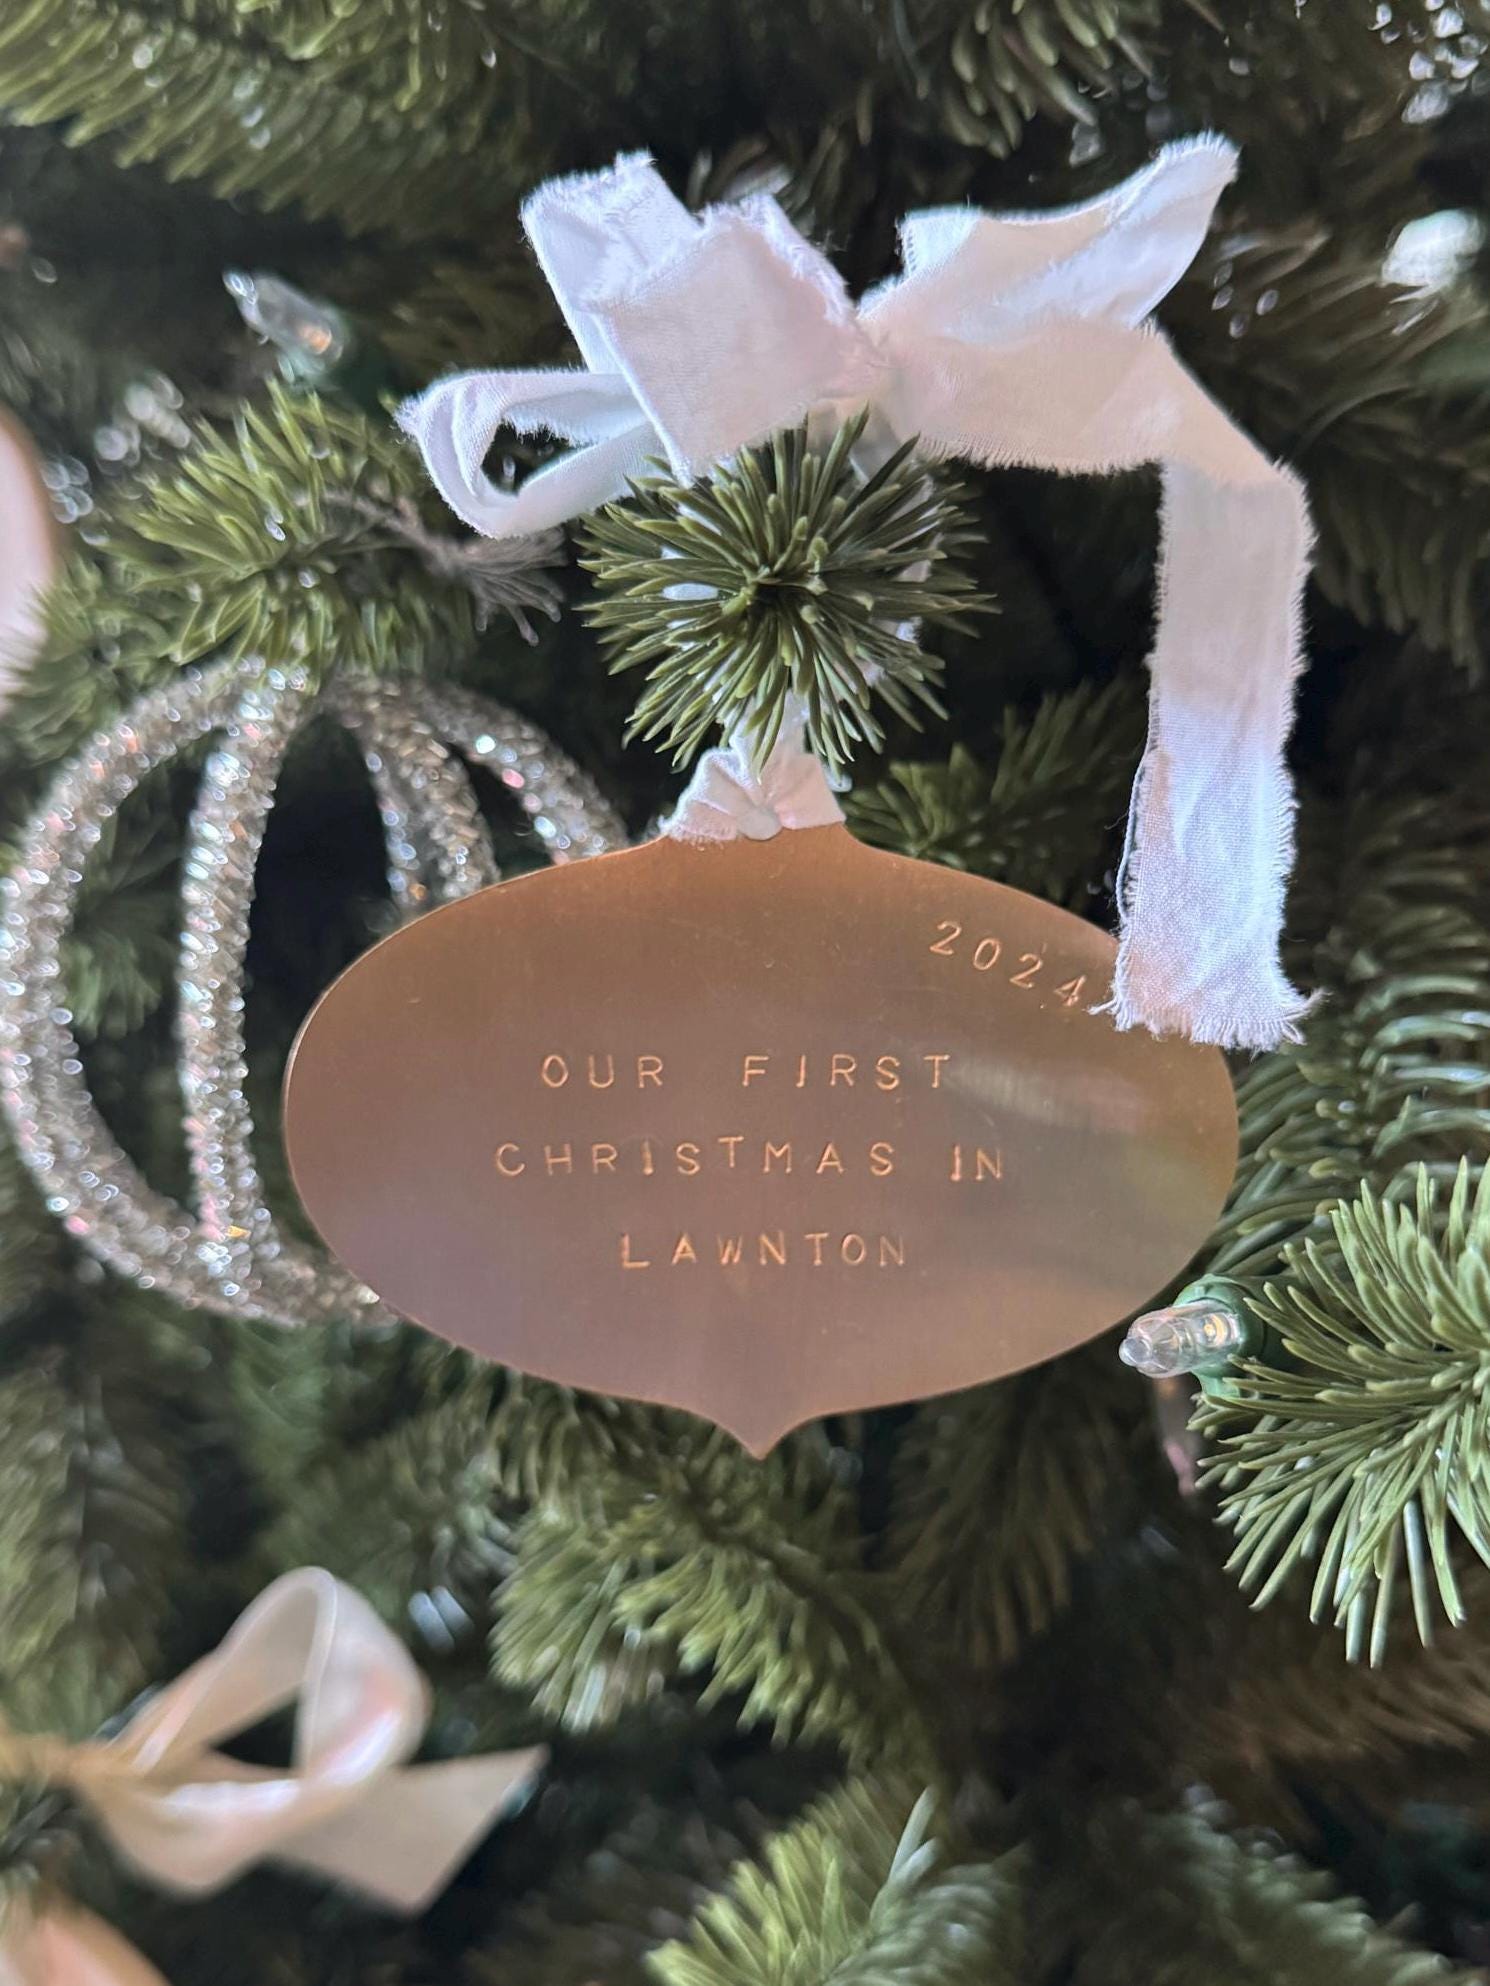 2024
OUR FIRST
CHRISTMAS IN
LAWNTON